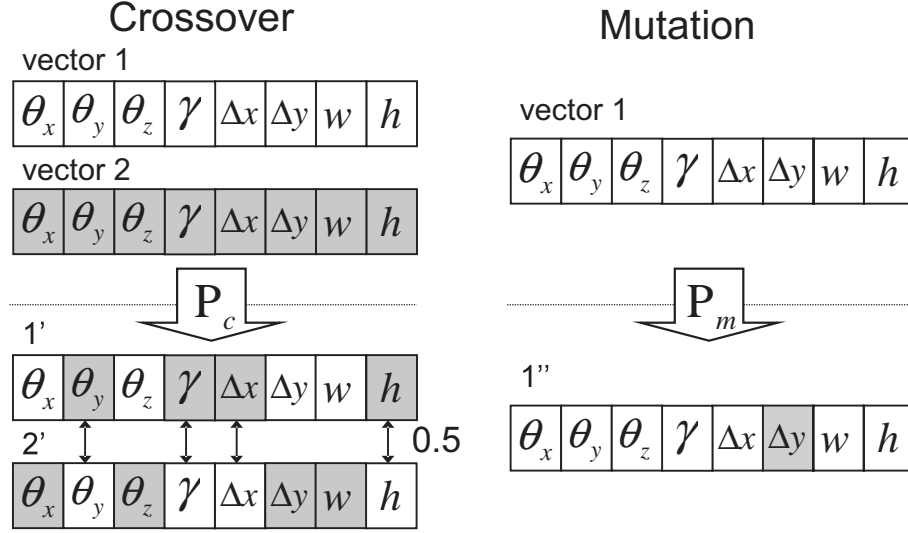 Crossover
vector 1
θx θy θz γ Δx Δy w h
vector 2
θx θy θz γ Δx Δy w h
Pc
1’
θx θy θz γ Δx Δy w h
2’
0.5
θx θy θz γ Δx Δy w h
Mutation
vector 1
θx θy θz γ Δx Δy w h
Pm
1’’
θx θy θz γ Δx Δy w h